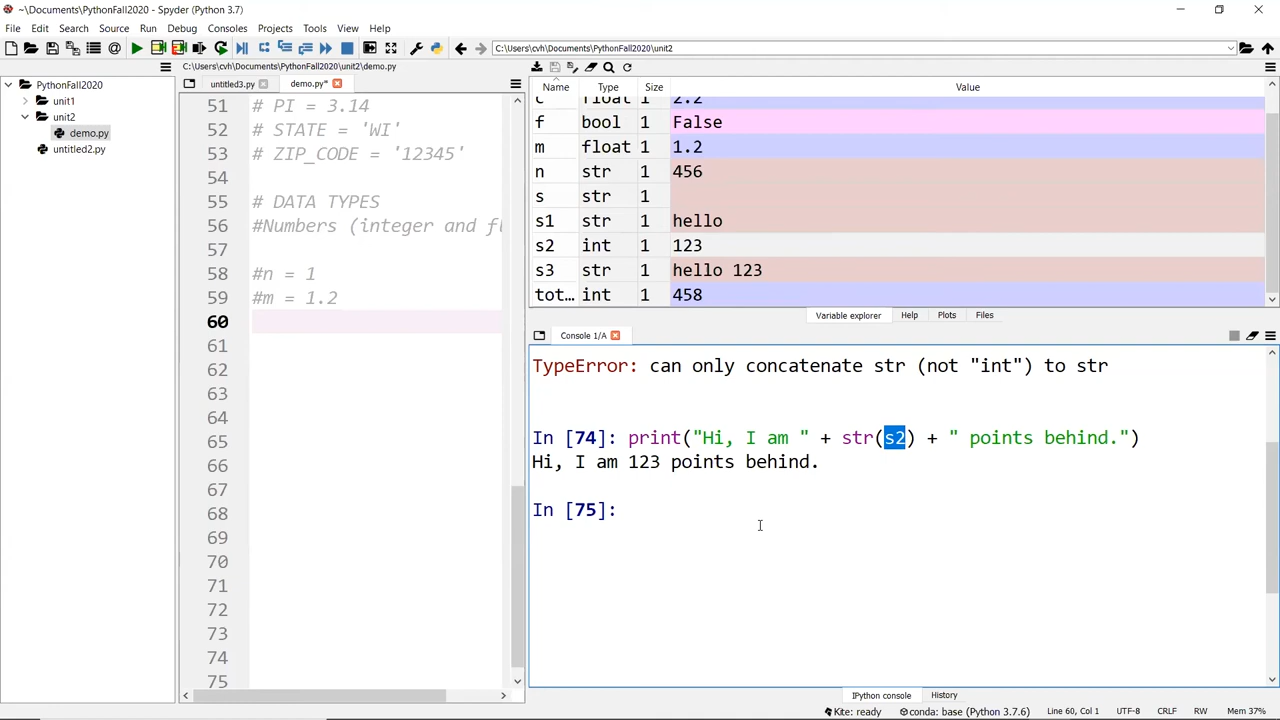 ~\Documents\PythonFall2020 - Spyder (Python 3.7)
File Edit Search Source Run Debug Consoles Projects Tools View Help
C:\Users\cvh\Documents\PythonFall2020\unit2
C:\Users\cvh\Documents\PythonFall2020\unit2\demo.py
untitled3.py demo.py*
PythonFall2020
unit1
unit2
demo.py
untitled2.py
51 # PI = 3.14
52 # STATE = 'WI'
53 # ZIP_CODE = '12345'
54
55 # DATA TYPES
56 #Numbers (integer and fl
57
58 #n = 1
59 #m = 1.2
60
61
62
63
64
65
66
67
68
69
70
71
72
73
74
75
Name Type Size Value
c float 1 2.2
f bool 1 False
m float 1 1.2
n str 1 456
s str 1
s1 str 1 hello
s2 int 1 123
s3 str 1 hello 123
tot… int 1 458
Variable explorer Help Plots Files
Console 1/A
TypeError: can only concatenate str (not "int") to str
In [74]: print("Hi, I am " + str(s2) + " points behind.")
Hi, I am 123 points behind.
In [75]:
IPython console History
Kite: ready conda: base (Python 3.7.6) Line 60, Col 1 UTF-8 CRLF RW Mem 37%